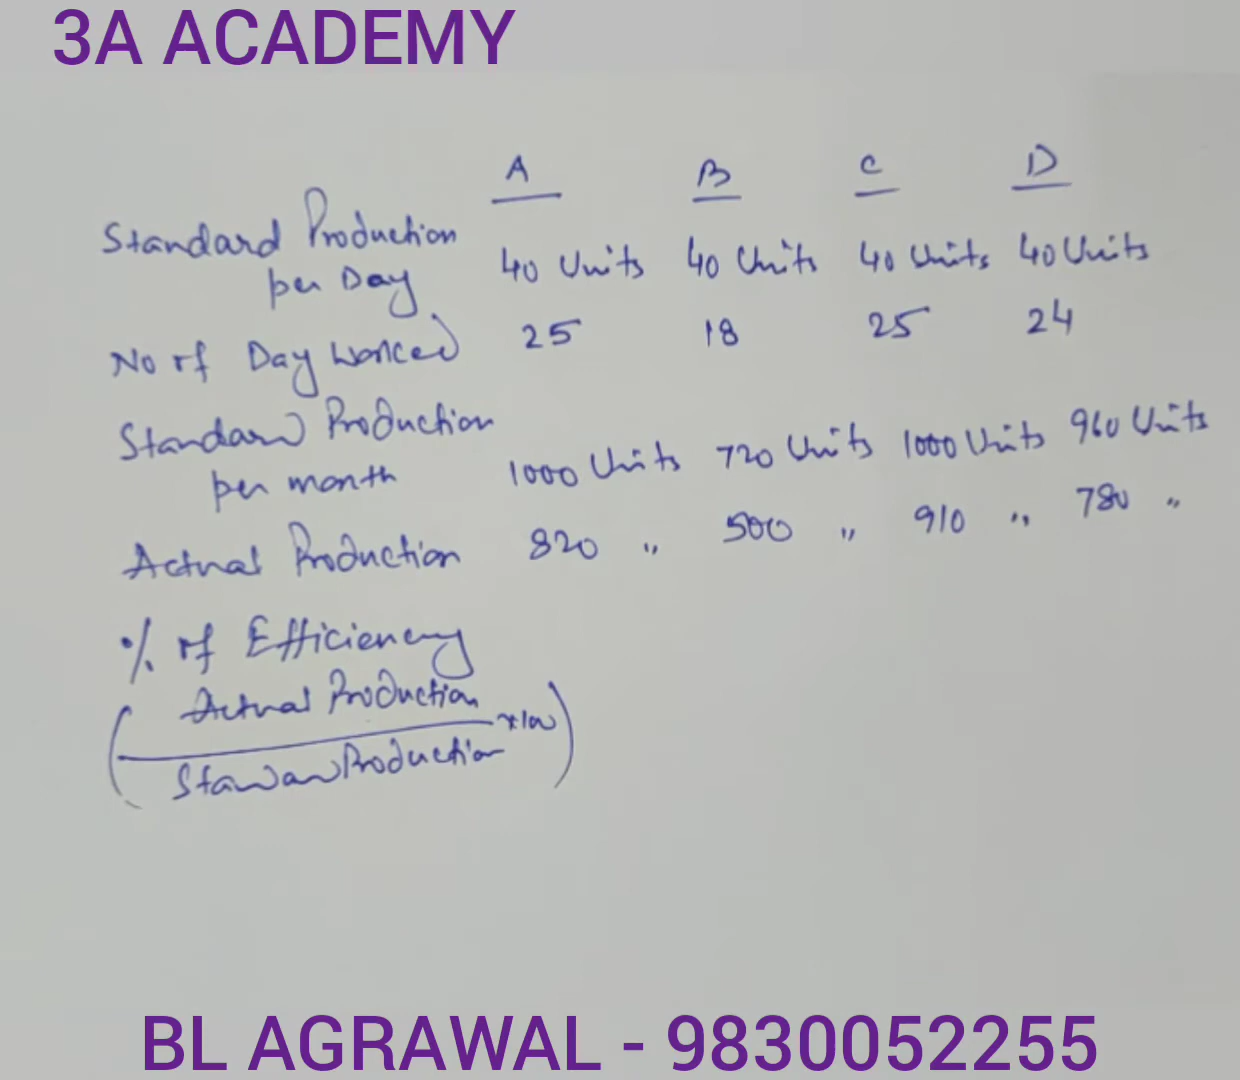 3A ACADEMY
A B C D
Standard Production
per Day 40 Units 40 Units 40 Units 40 Units
No of Day Worked 25 18 25 24
Standard Production
per month 1000 Units 720 Units 1000 Units 960 Units
Actual Production 820 " 500 " 910 " 780 "
% of Efficiency
(Actual Production
Standard Production ×100)
BL AGRAWAL - 9830052255